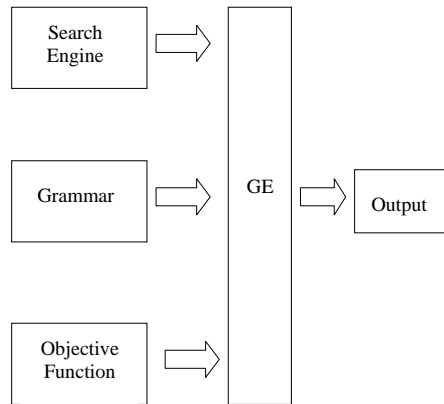 Search
Engine
Grammar
GE
Output
Objective
Function